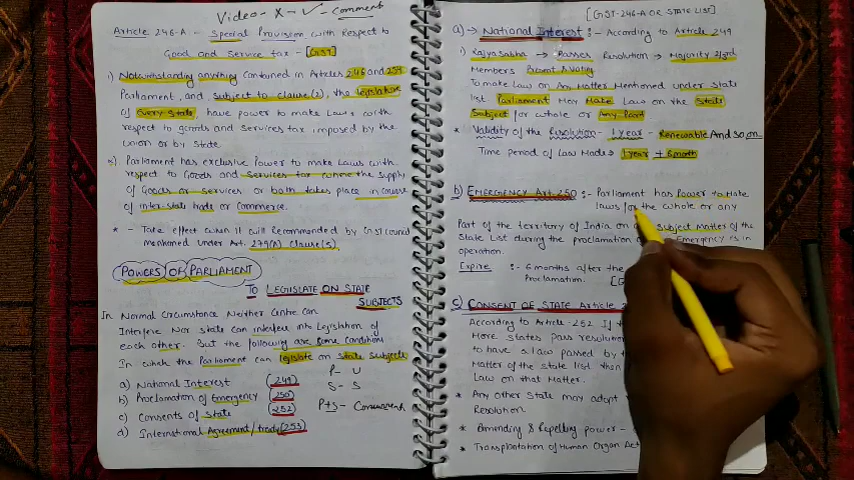 Video - X - ✓ - Comment
Article 246-A - Special Provision with Respect to
Good and Service tax - [GST]
1) Notwithstanding anything Contained in Articles 246 and 254
Parliament, and subject to clause(2), the legislature
of Every State, have power to make Laws with
respect to goods and services tax imposed by the
Union or by State
2) Parliament has exclusive Power to make Laws with
respect to Goods and Services tax where the supply
of Goods or Services or both takes place in course
of inter-state trade or Commerce.
* - Take effect when it will Recommended by GST Council
Mentioned under Art. 279(A) Clause(5).
POWERS OF PARLIAMENT
TO LEGISLATE ON STATE
SUBJECTS
In Normal Circumstance Neither Centre Can
Interfere Nor State can Interfere into Legislation of
each other. But the following are Some Conditions
In which the Parliament can legislate on State Subjects
a) National Interest (249)
b) Proclamation of Emergency (250)
c) Consents of State (252)
d) International Agreement/treaty (253)
P- U
S- S
P+S- Concurrent
[GST-246-A OR STATE LIST]
a) National Interest :- According to Article 249
i) Rajyasabha → Passes Resolution → Majority 2/3rd
Members Present & Voting
To make Law on Any Matter Mentioned under State
list Parliament May Make Law on the State
Subject for whole or Any Part
* Validity of the Resolution - 1 year - Renewable And so on
Time period of Law Made → 1 year + 6 month
b) EMERGENCY Art. 250 :- Parliament has Power to Make
laws for the whole or any
Part of the territory of India on a Subject Matter of the
State List during the proclamation Emergency is in
operation.
Expire :- 6 months after the
Proclamation.
c) CONSENT OF STATE Article 2
According to Article-252 If
More states pass resolution
to have a law passed by
Matter of the state list then
Law on that Matter.
* Any other State may adopt
Resolution
* Amending & Repelling power -
* Transplantation of Human Organ Act